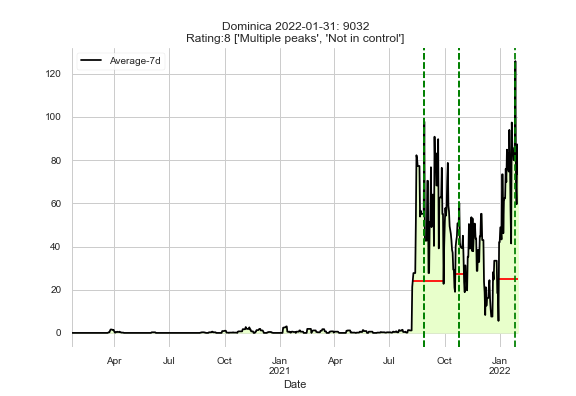 Dominica 2022-01-31: 9032
Rating:8 ['Multiple peaks', 'Not in control']
Average-7d
120
100
80
60
40
20
0
Apr Jul Oct Jan Apr Jul Oct Jan
2021 2022
Date